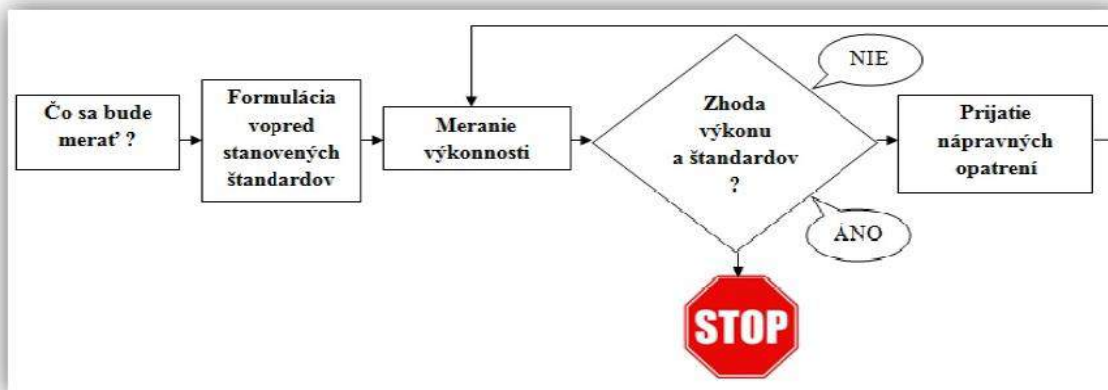 Čo sa bude
merať ?
Formulácia
vopred
stanovených
štandardov
Meranie
výkonnosti
Zhoda
výkonu
a štandardov
?
NIE
ÁNO
Prijatie
nápravných
opatrení
STOP